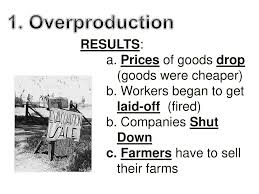 1. Overproduction
RESULTS:
a. Prices of goods drop
(goods were cheaper)
b. Workers began to get
laid-off (fired)
b. Companies Shut
Down
c. Farmers have to sell
their farms
SALE